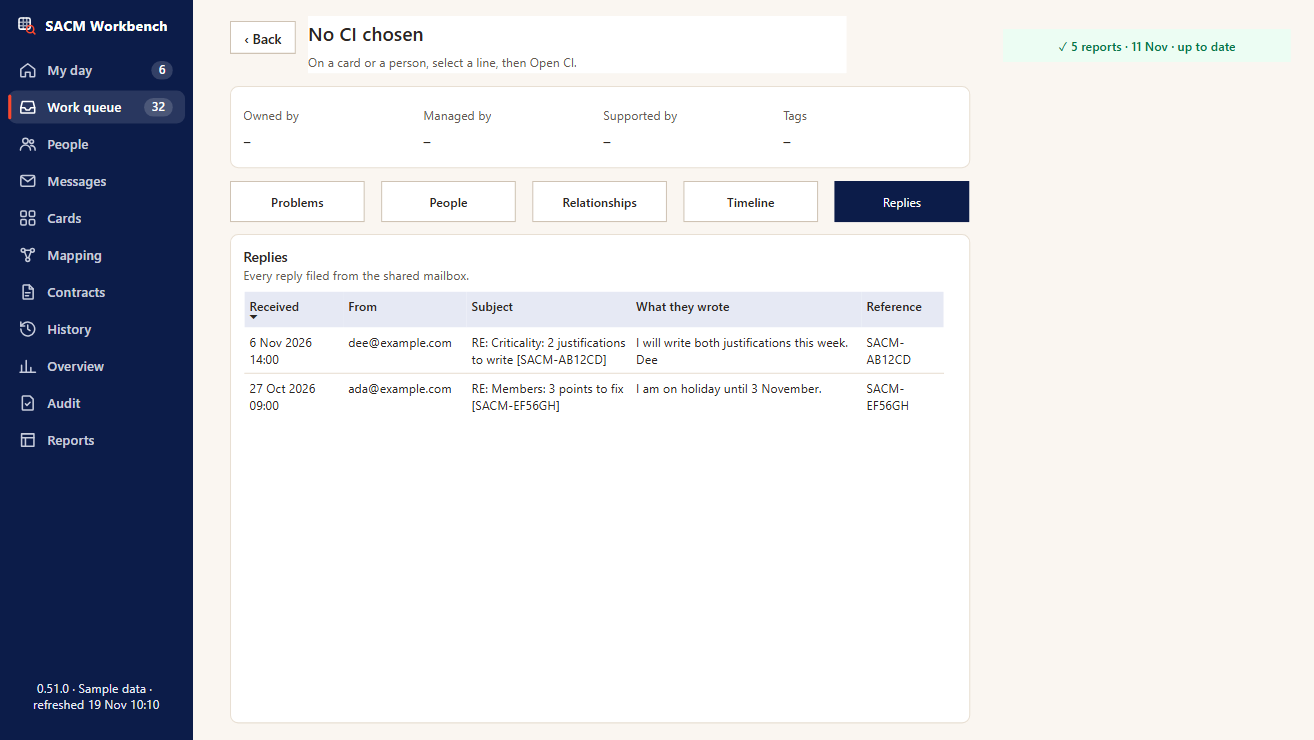 SACM Workbench
My day 6
Work queue 32
People
Messages
Cards
Mapping
Contracts
History
Overview
Audit
Reports
0.51.0 · Sample data ·
refreshed 19 Nov 10:10
‹ Back
No CI chosen
On a card or a person, select a line, then Open CI.
✓ 5 reports · 11 Nov · up to date
Owned by Managed by Supported by Tags
– – – –
Problems People Relationships Timeline Replies
Replies
Every reply filed from the shared mailbox.
Received From Subject What they wrote Reference
6 Nov 2026 dee@example.com RE: Criticality: 2 justifications I will write both justifications this week. SACM-
14:00 to write [SACM-AB12CD] Dee AB12CD
27 Oct 2026 ada@example.com RE: Members: 3 points to fix I am on holiday until 3 November. SACM-
09:00 [SACM-EF56GH] EF56GH